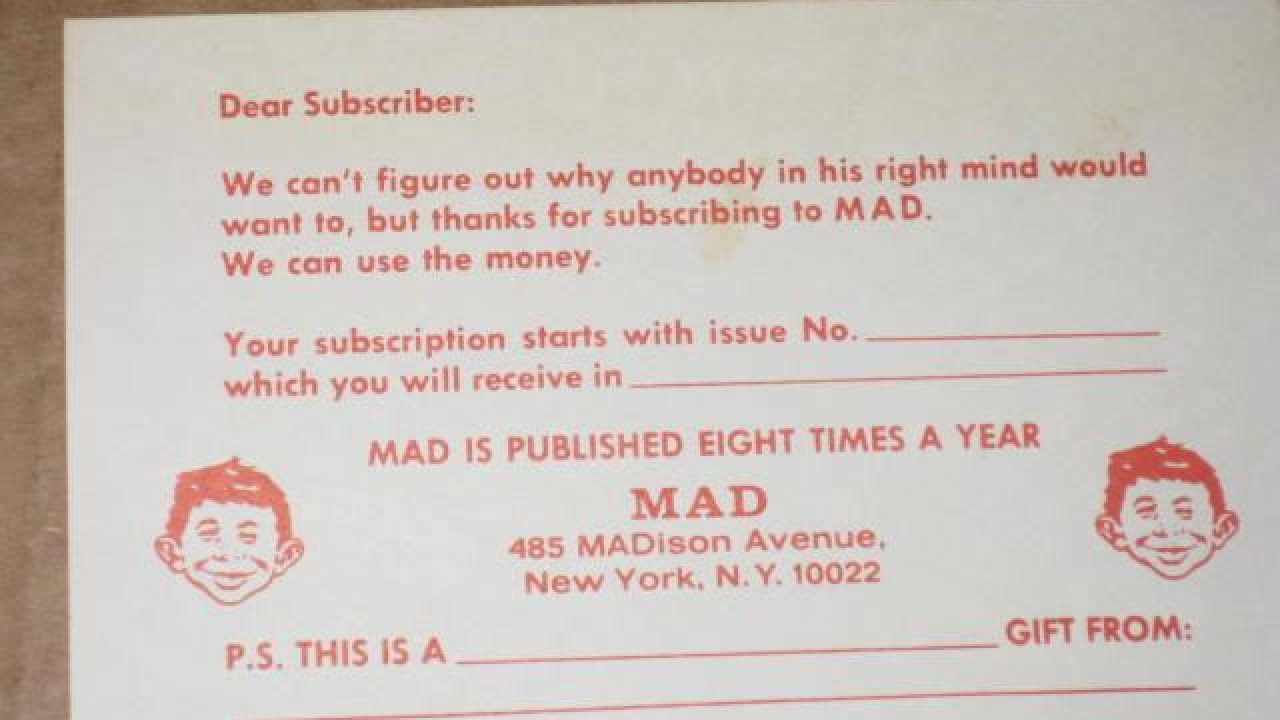 Dear Subscriber:
We can't figure out why anybody in his right mind would
want to, but thanks for subscribing to MAD.
We can use the money.
Your subscription starts with issue No.
which you will receive in
MAD IS PUBLISHED EIGHT TIMES A YEAR
MAD
485 MADison Avenue,
New York, N.Y. 10022
P.S. THIS IS A GIFT FROM: